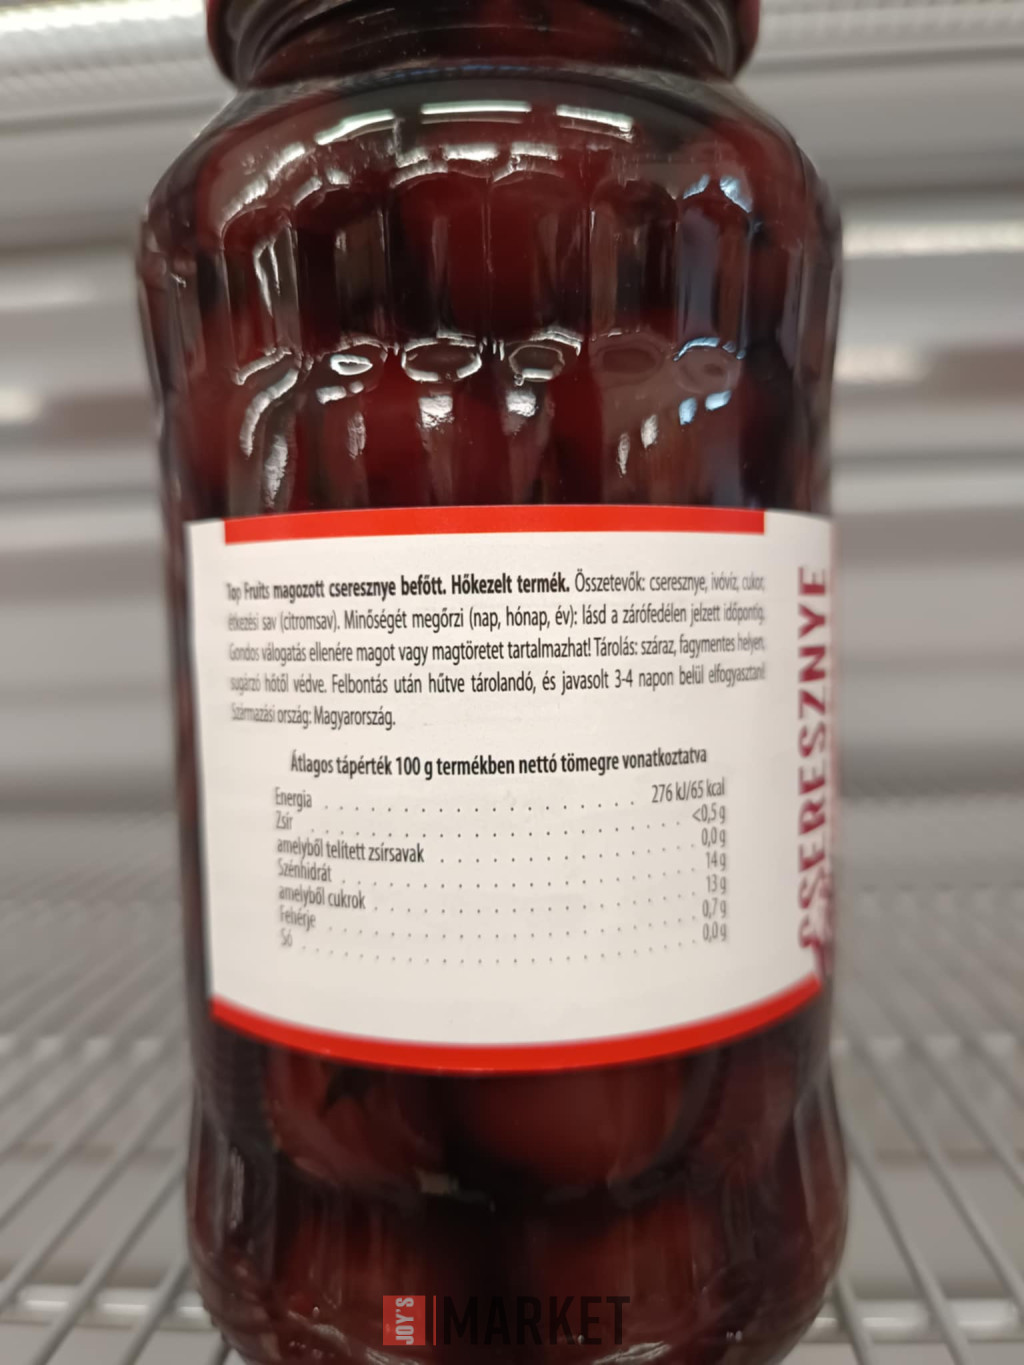 Top Fruits magozott cseresznye befőtt. Hőkezelt termék. Összetevők: cseresznye, ivóvíz, cukor,
étkezési sav (citromsav). Minőségét megőrzi (nap, hónap, év): lásd a zárófedélen jelzett időpontig.
Gondos válogatás ellenére magot vagy magtöretet tartalmazhat! Tárolás: száraz, fagymentes helyen,
sugárzó hőtől védve. Felbontás után hűtve tárolandó, és javasolt 3-4 napon belül elfogyasztani!
Származási ország: Magyarország.
Átlagos tápérték 100 g termékben nettó tömegre vonatkoztatva
Energia . . . . . . . . . . . . . . . . . 276 kJ/65 kcal
Zsír . . . . . . . . . . . . . . . . . . . <0,5 g
amelyből telített zsírsavak . . . . . . . . . . . . 0,0 g
Szénhidrát . . . . . . . . . . . . . . . . . 14 g
amelyből cukrok . . . . . . . . . . . . . . . 13 g
Fehérje . . . . . . . . . . . . . . . . . . 0,7 g
Só . . . . . . . . . . . . . . . . . . . . 0,0 g
CSERESZNYE
JOY'S MARKET